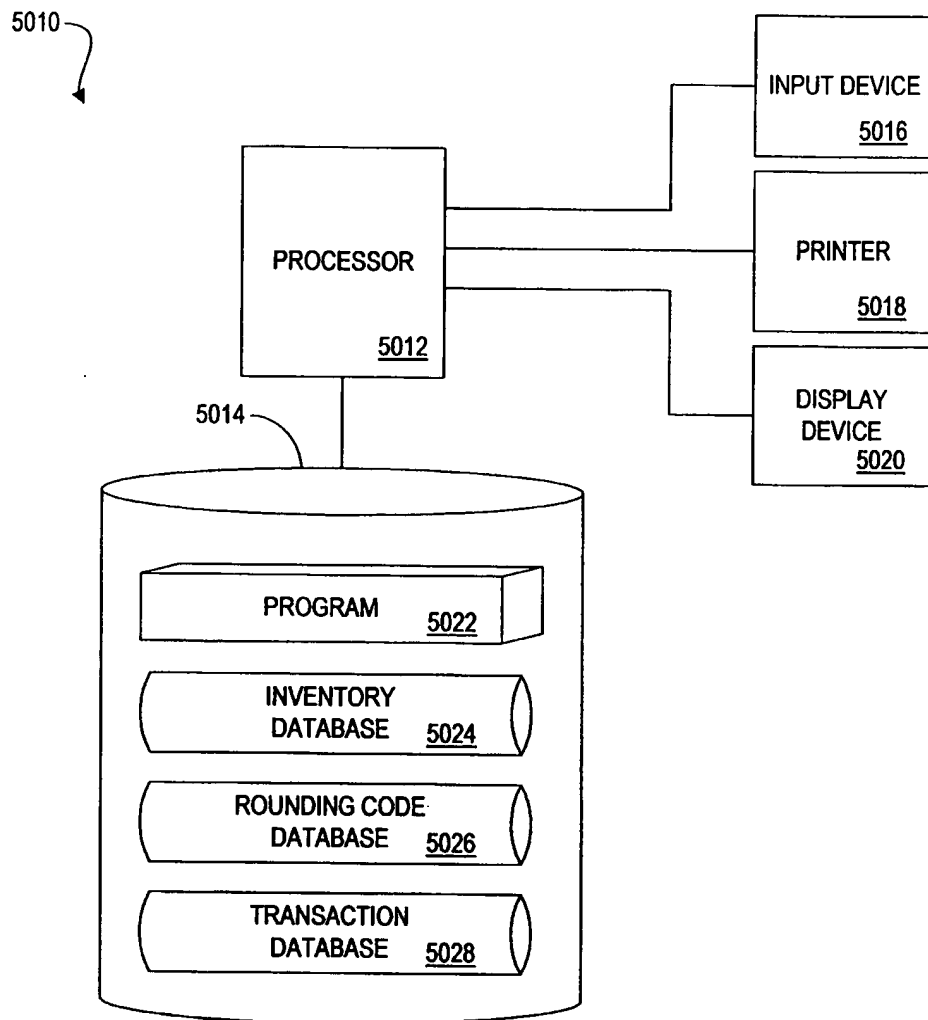 5010
INPUT DEVICE
5016
PROCESSOR
5012
PRINTER
5018
DISPLAY
DEVICE
5020
5014
PROGRAM
5022
INVENTORY
DATABASE
5024
ROUNDING CODE
DATABASE
5026
TRANSACTION
DATABASE
5028